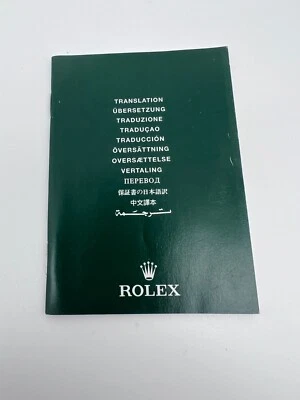 TRANSLATION
ÜBERSETZUNG
TRADUZIONE
TRADUÇAO
TRADUCCIÓN
ÖVERSÄTTNING
OVERSÆTTELSE
VERTALING
ПЕРЕВОД
保証書の日本語訳
中文譯本
ترجمة
ROLEX